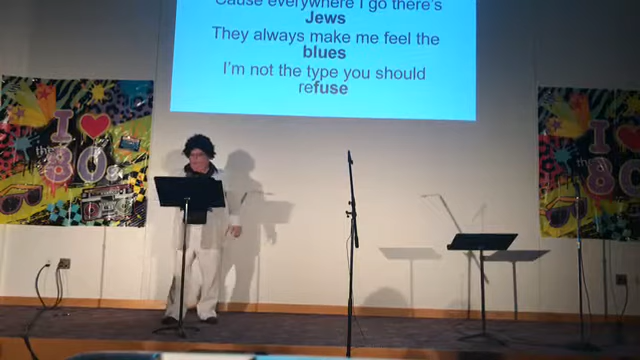 Cause everywhere I go there's
Jews
They always make me feel the
blues
I'm not the type you should
refuse
I
the
80s
I
the
80s